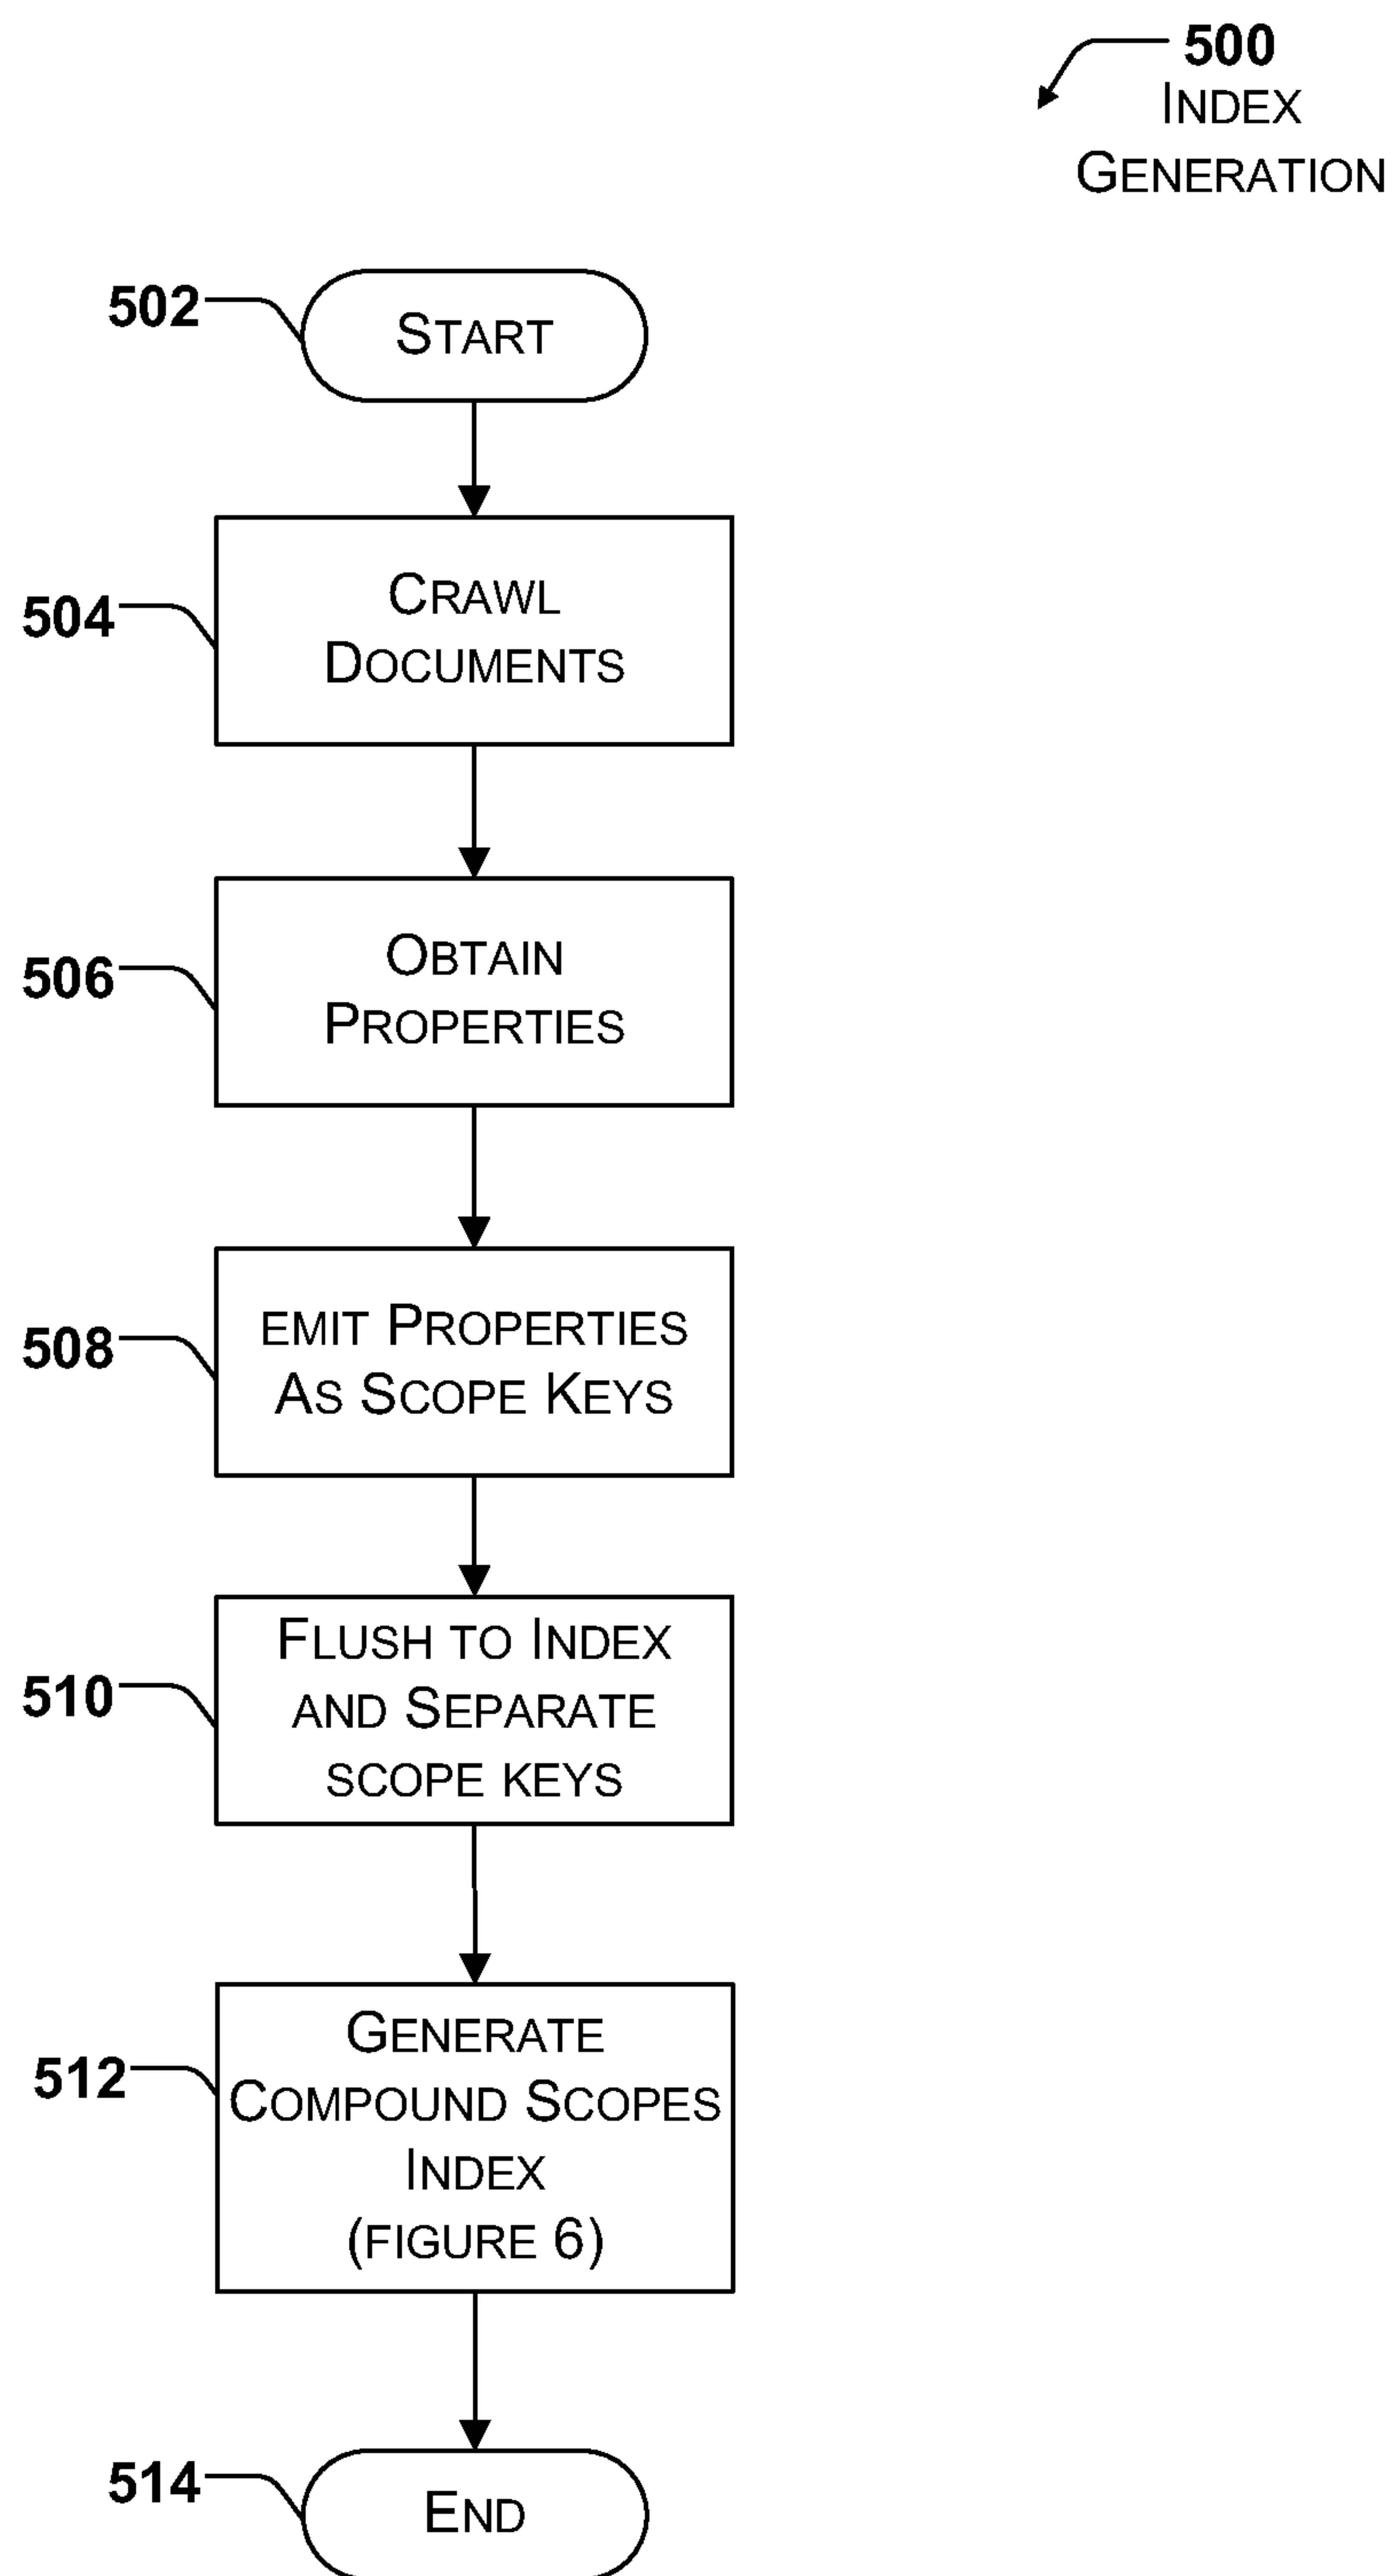 500
INDEX
GENERATION
502
START
504
CRAWL
DOCUMENTS
506
OBTAIN
PROPERTIES
508
EMIT PROPERTIES
AS SCOPE KEYS
510
FLUSH TO INDEX
AND SEPARATE
SCOPE KEYS
512
GENERATE
COMPOUND SCOPES
INDEX
(FIGURE 6)
514
END